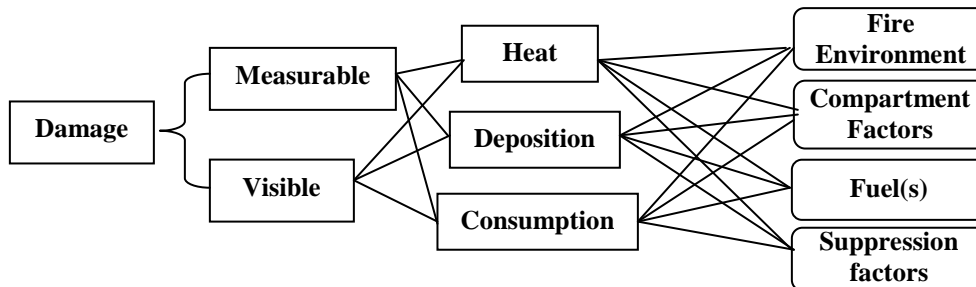 Damage
Measurable
Visible
Heat
Deposition
Consumption
Fire
Environment
Compartment
Factors
Fuel(s)
Suppression
factors